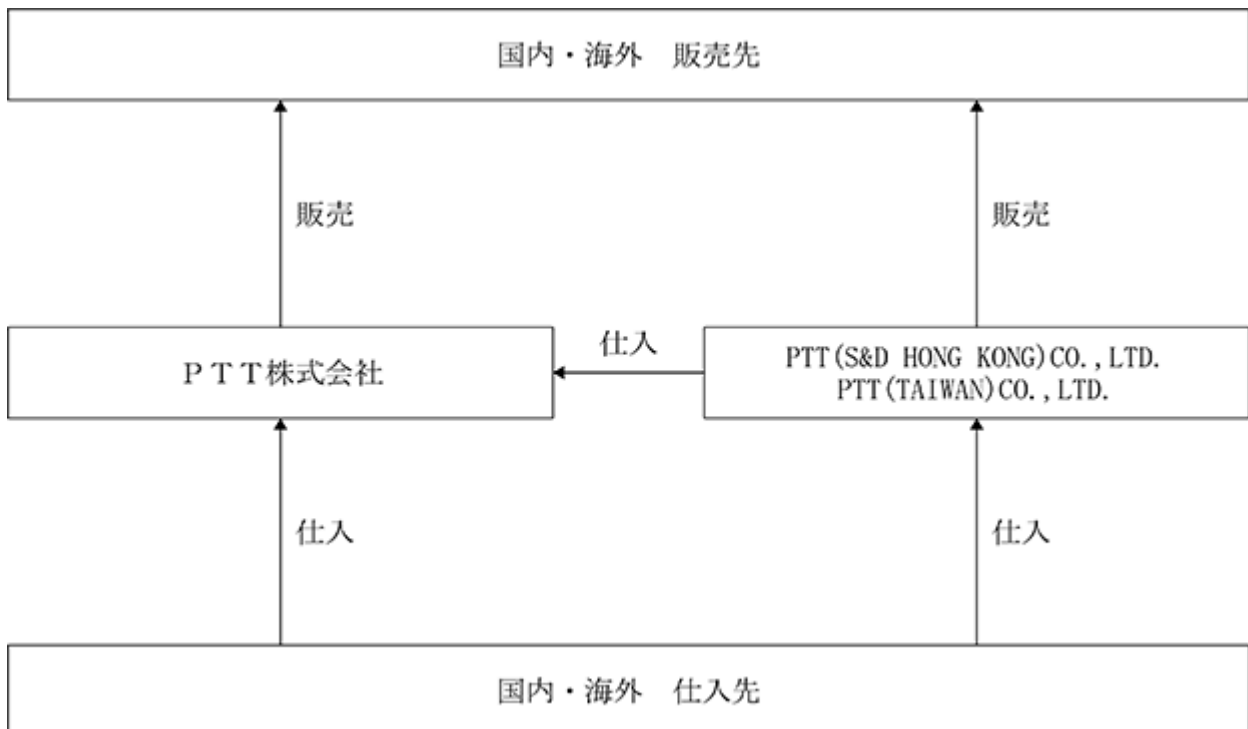 国内・海外　販売先
販売
販売
ＰＴＴ株式会社
仕入
PTT(S&D HONG KONG)CO.,LTD.
PTT(TAIWAN)CO.,LTD.
仕入
仕入
国内・海外　仕入先